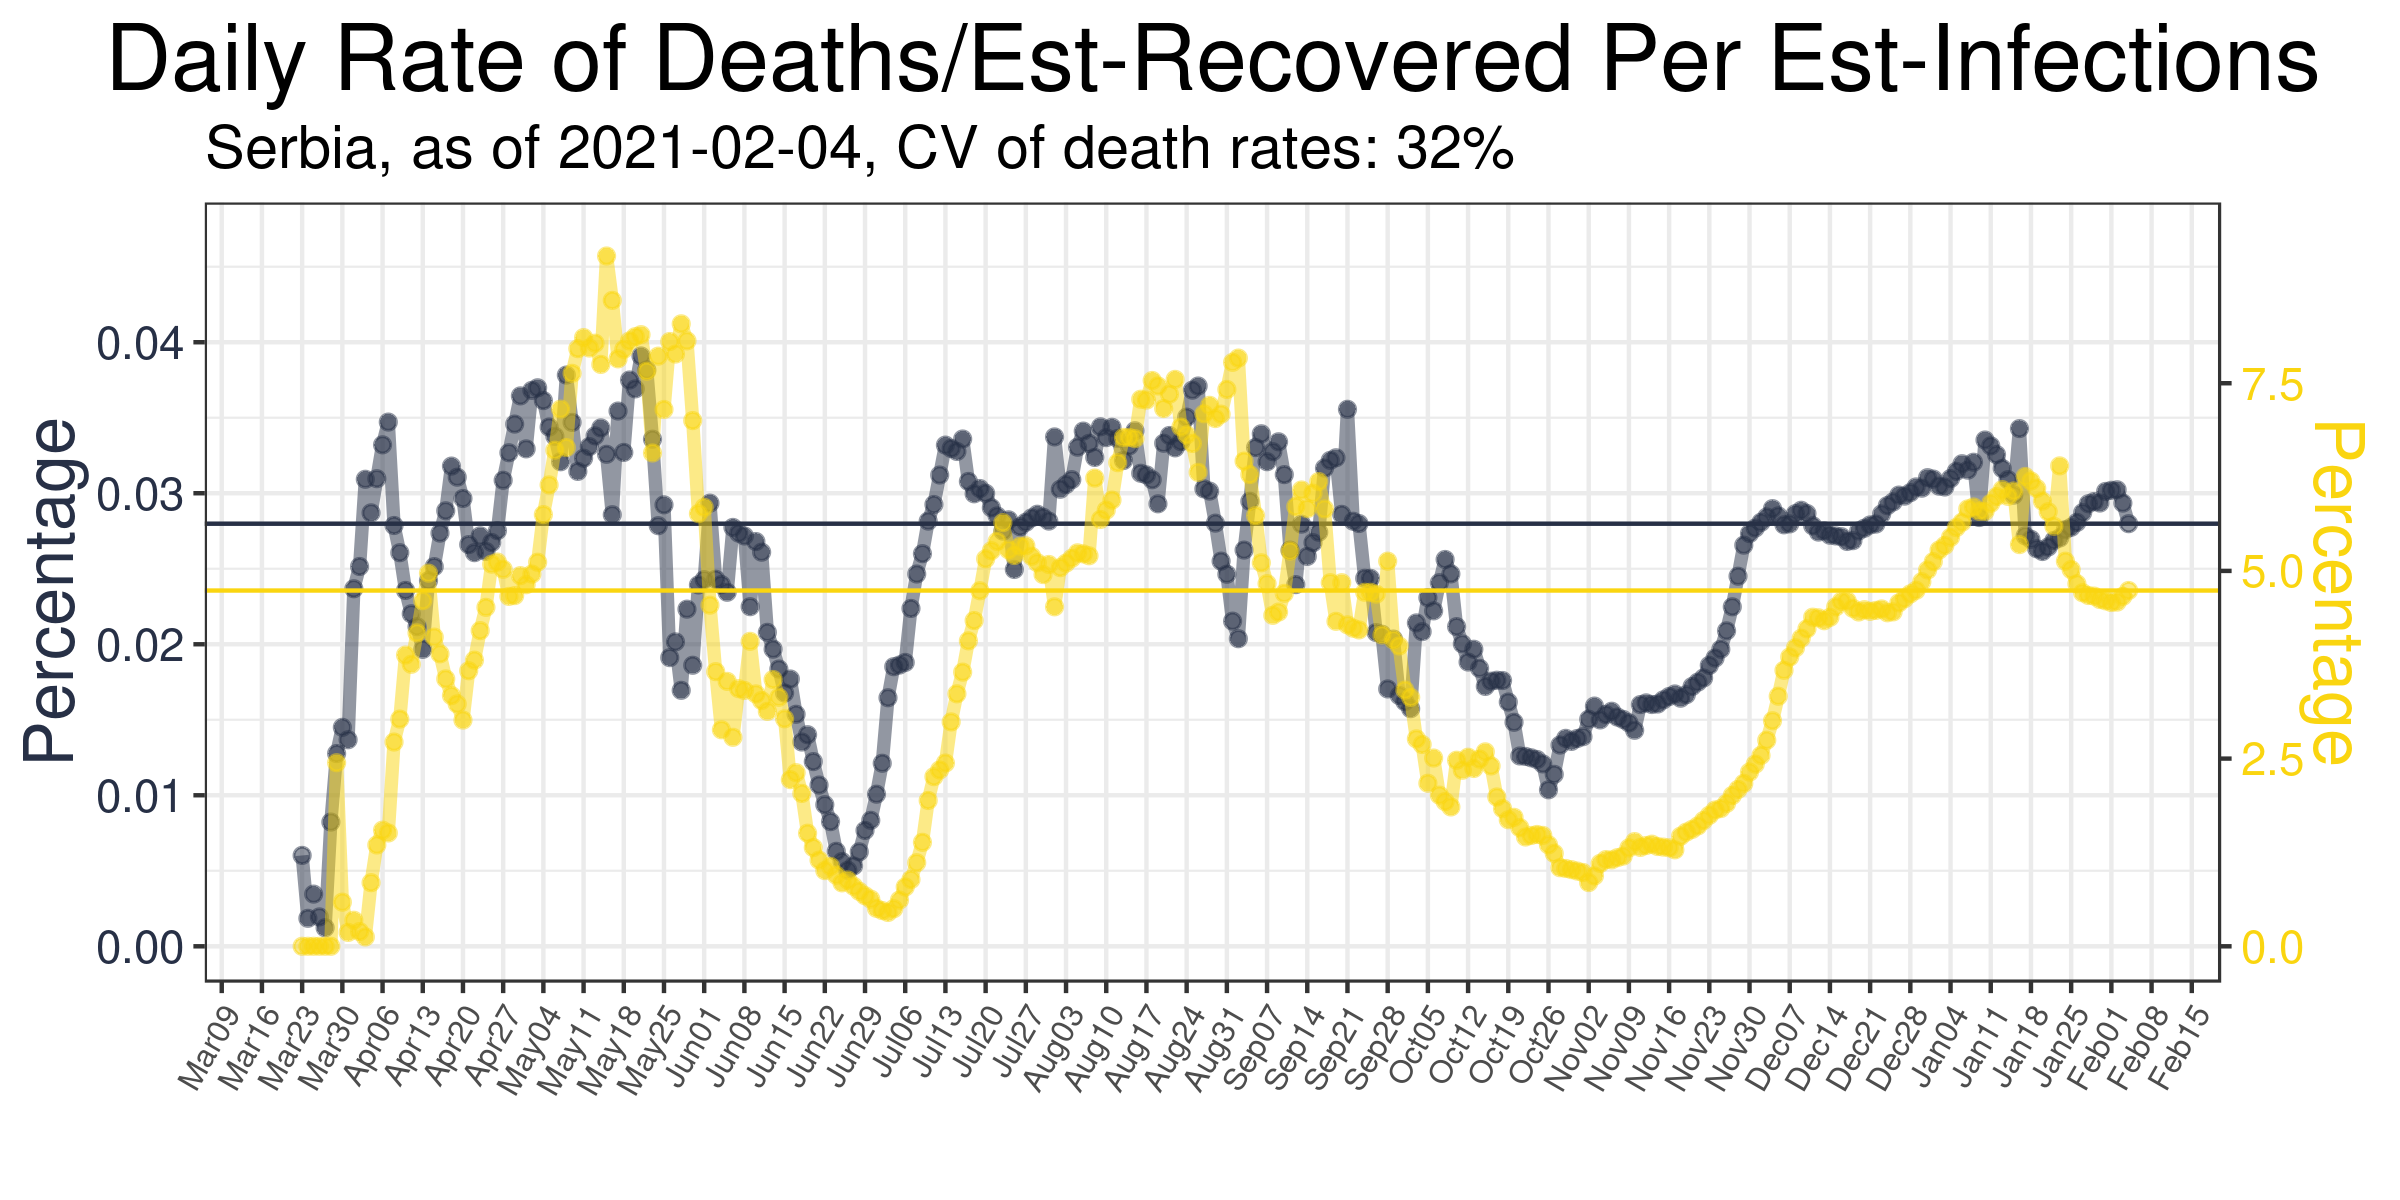 Daily Rate of Deaths/Est-Recovered Per Est-Infections
Serbia, as of 2021-02-04, CV of death rates: 32%
Percentage
0.04
0.03
0.02
0.01
0.00
7.5
5.0
2.5
0.0
Percentage
Mar09 Mar16 Mar23 Mar30 Apr06 Apr13 Apr20 Apr27 May04 May11 May18 May25 Jun01 Jun08 Jun15 Jun22 Jun29 Jul06 Jul13 Jul20 Jul27 Aug03 Aug10 Aug17 Aug24 Aug31 Sep07 Sep14 Sep21 Sep28 Oct05 Oct12 Oct19 Oct26 Nov02 Nov09 Nov16 Nov23 Nov30 Dec07 Dec14 Dec21 Dec28 Jan04 Jan11 Jan18 Jan25 Feb01 Feb08 Feb15